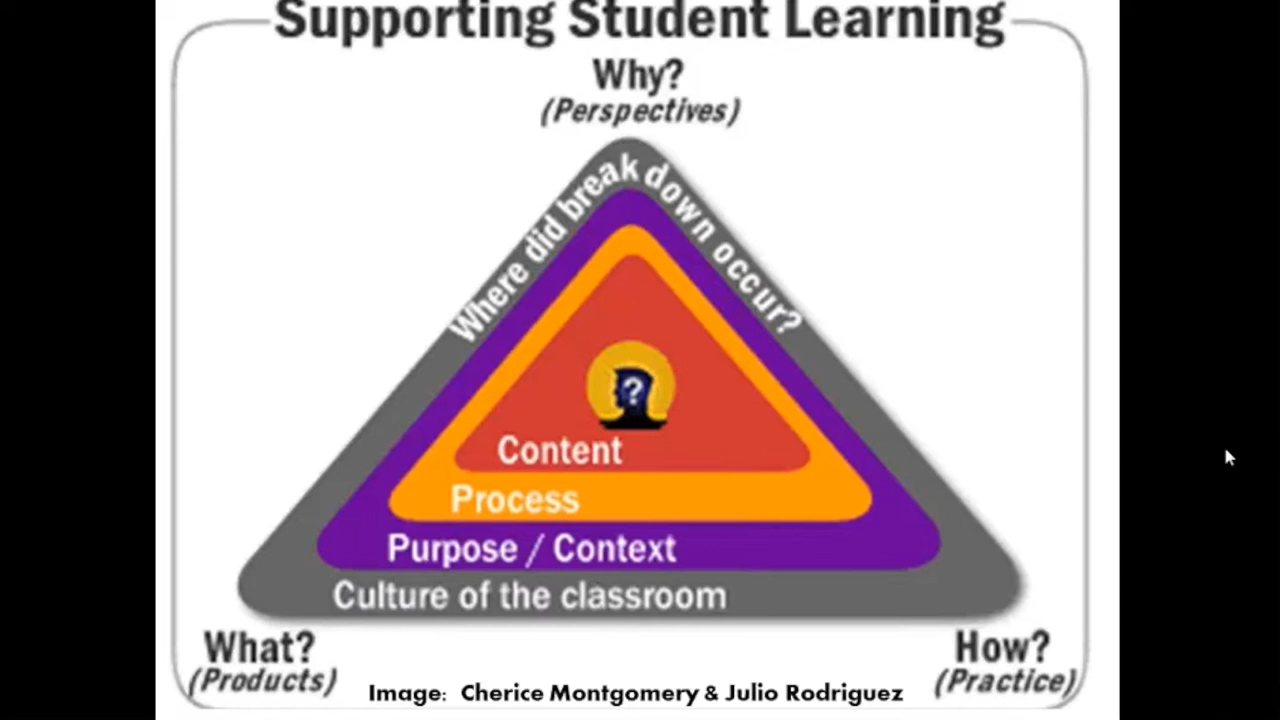 Supporting Student Learning
Why?
(Perspectives)
Where did break down occur?
?
Content
Process
Purpose / Context
Culture of the classroom
What?
(Products)
How?
(Practice)
Image: Cherice Montgomery & Julio Rodriguez